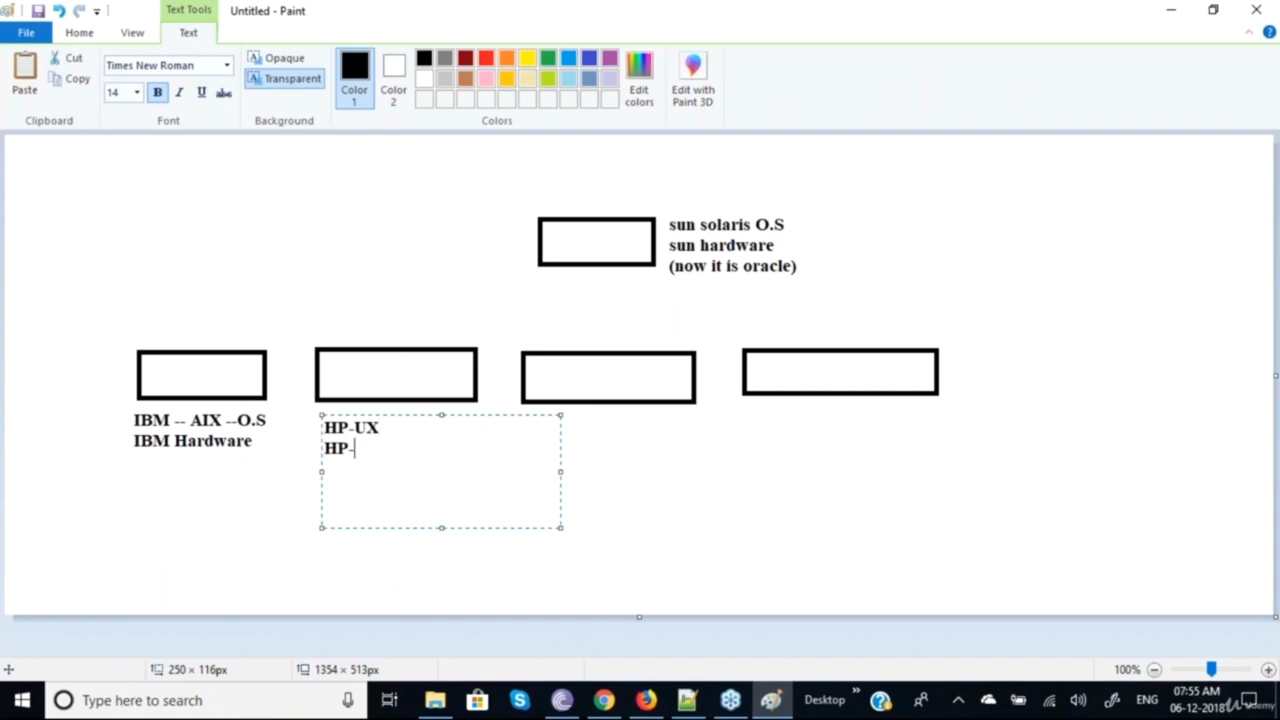 Text Tools
Untitled - Paint
File
Home
View
Text
Paste
Cut
Copy
Clipboard
Times New Roman
14
B
I
U
abc
Font
Opaque
Transparent
Background
Color
1
Color
2
Edit
colors
Colors
Edit with
Paint 3D
sun solaris O.S
sun hardware
(now it is oracle)
IBM -- AIX --O.S
IBM Hardware
HP-UX
HP-
250 × 116px
1354 × 513px
100%
Type here to search
Desktop
ENG
07:55 AM
06-12-2018
Udemy